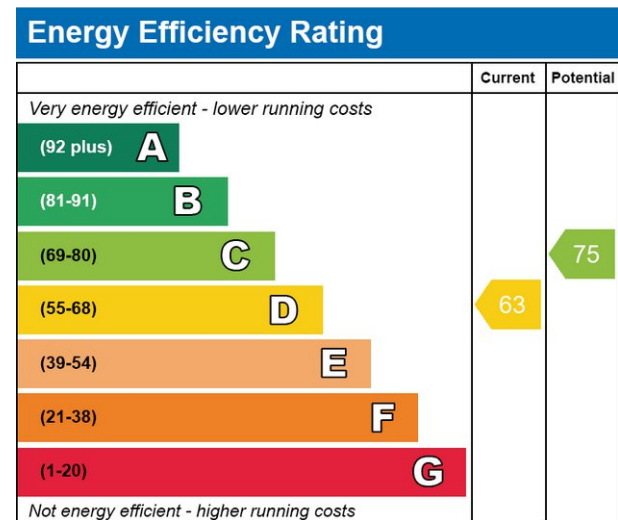 Energy Efficiency Rating
Current Potential
Very energy efficient - lower running costs
(92 plus) A
(81-91) B
(69-80) C 75
(55-68) D 63
(39-54) E
(21-38) F
(1-20) G
Not energy efficient - higher running costs